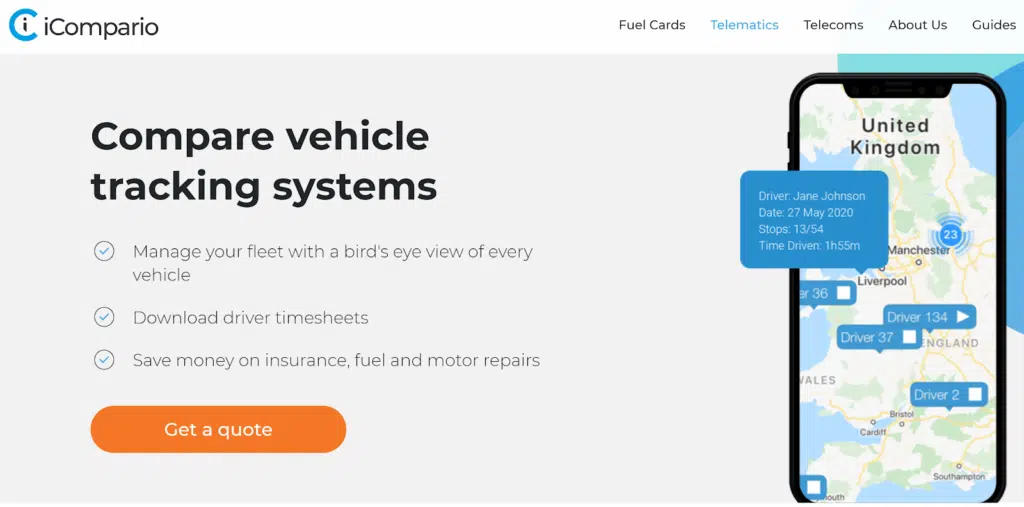 iCompario
Fuel Cards
Telematics
Telecoms
About Us
Guides
Compare vehicle
tracking systems
Manage your fleet with a bird's eye view of every
vehicle
Download driver timesheets
Save money on insurance, fuel and motor repairs
Get a quote
United
Kingdom
Driver: Jane Johnson
Date: 27 May 2020
Stops: 13/54
Time Driven: 1h55m
23
Manchester
Liverpool
er 36
Driver 134
Driver 37
ENGLAND
WALES
Driver 2
Bristol
Cardiff
Southampton
mouth